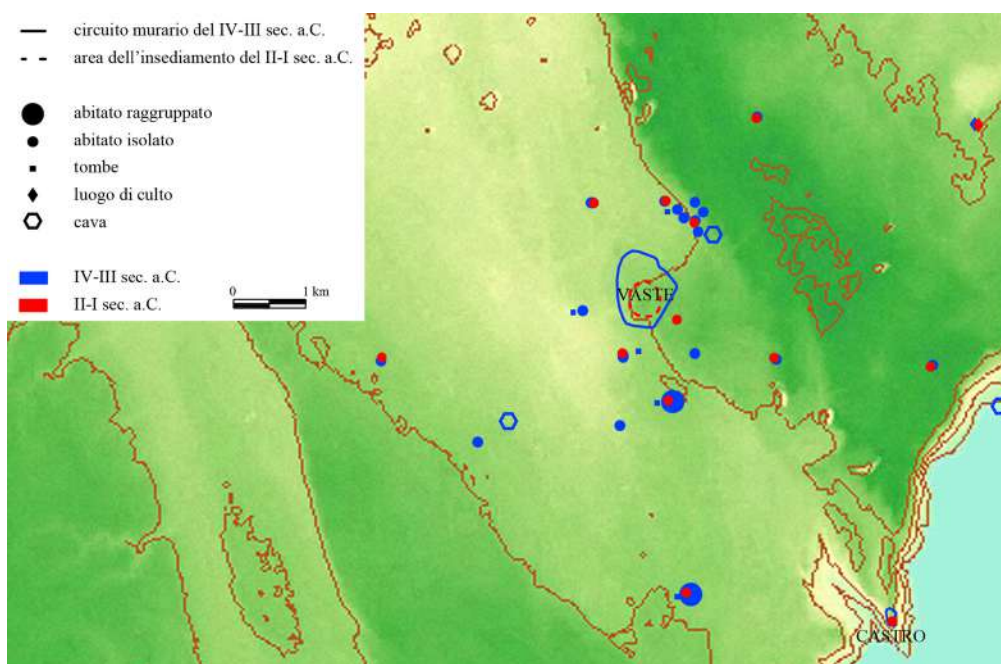 circuito murario del IV-III sec. a.C.
area dell'insediamento del II-I sec. a.C.
abitato raggruppato
abitato isolato
tombe
luogo di culto
cava
IV-III sec. a.C.
II-I sec. a.C.
0 1 km
VASTE
CASTRO